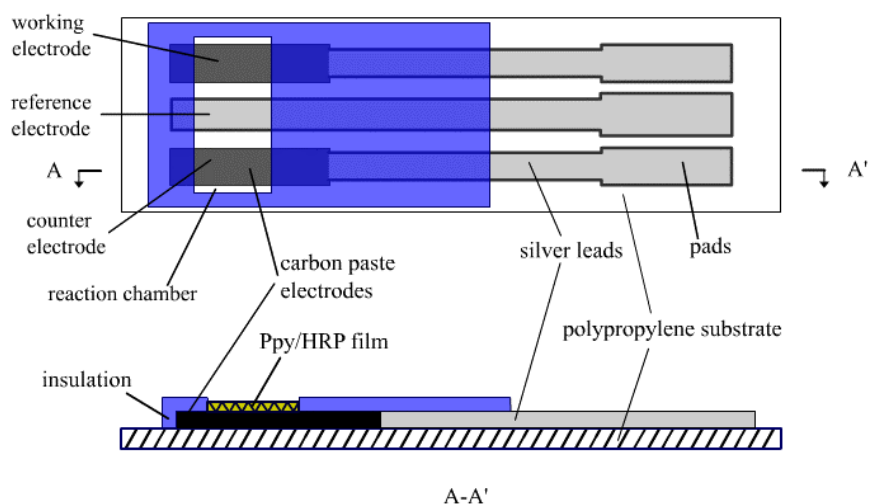 working
electrode
reference
electrode
A
A'
counter
electrode
reaction chamber
carbon paste
electrodes
silver leads
pads
Ppy/HRP film
polypropylene substrate
insulation
A-A'